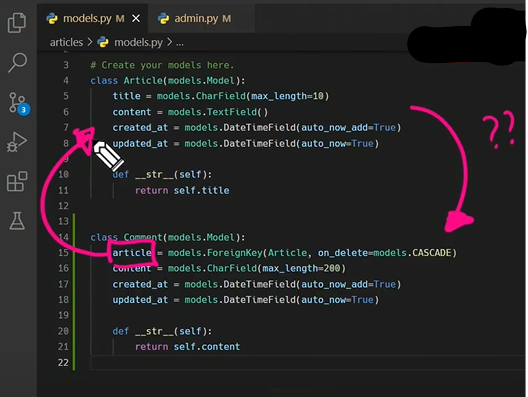 models.py M ×
admin.py M
articles > models.py > ...
3 # Create your models here.
4 class Article(models.Model):
5 title = models.CharField(max_length=10)
6 content = models.TextField()
7 created_at = models.DateTimeField(auto_now_add=True)
8 updated_at = models.DateTimeField(auto_now=True)
9
10 def __str__(self):
11 return self.title
12
13
14 class Comment(models.Model):
15 article = models.ForeignKey(Article, on_delete=models.CASCADE)
16 content = models.CharField(max_length=200)
17 created_at = models.DateTimeField(auto_now_add=True)
18 updated_at = models.DateTimeField(auto_now=True)
19
20 def __str__(self):
21 return self.content
22
??
3